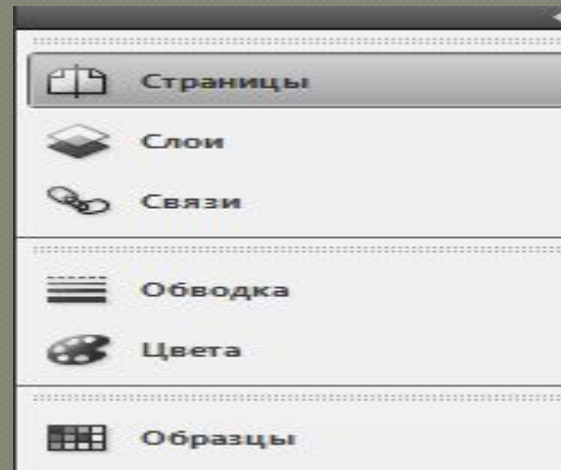 Страницы
Слои
Связи
Обводка
Цвета
Образцы